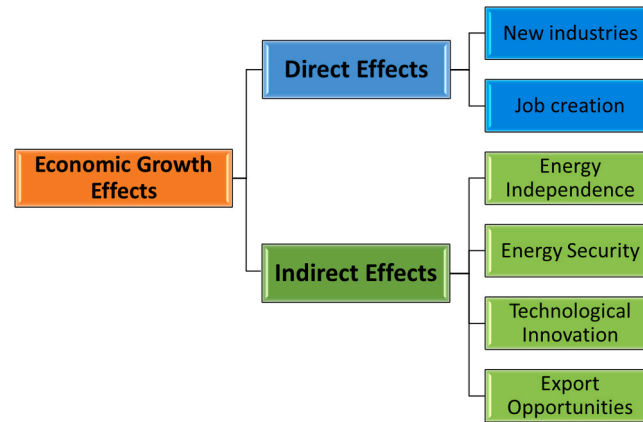 Economic Growth
Effects
Direct Effects
New industries
Job creation
Indirect Effects
Energy
Independence
Energy Security
Technological
Innovation
Export
Opportunities